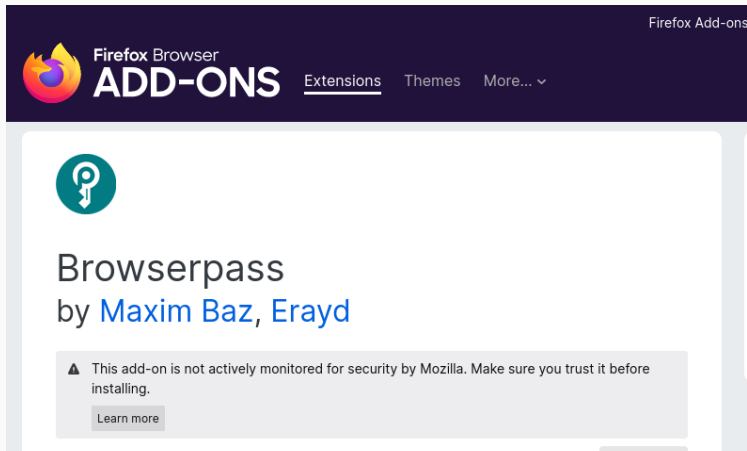 Firefox Add-ons
Firefox Browser
ADD-ONS
Extensions Themes More...
Browserpass
by Maxim Baz, Erayd
This add-on is not actively monitored for security by Mozilla. Make sure you trust it before
installing.
Learn more